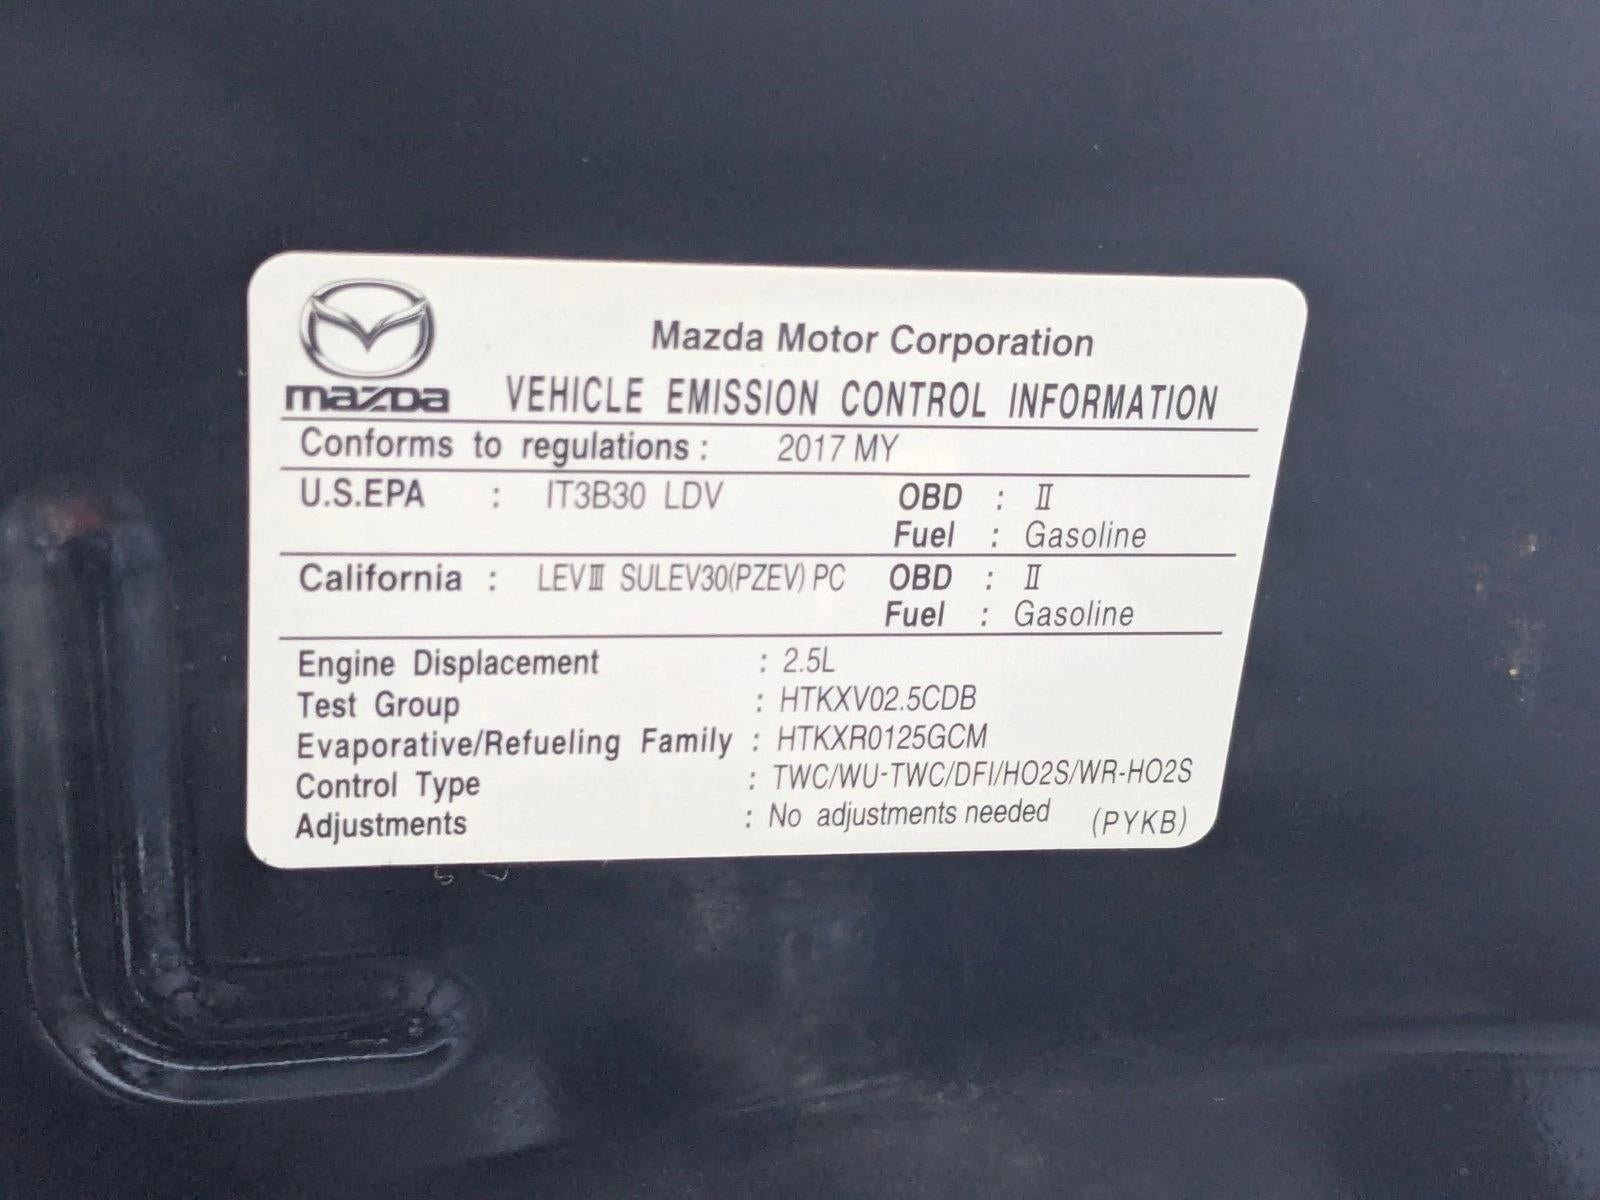 mazda
Mazda Motor Corporation
VEHICLE EMISSION CONTROL INFORMATION
Conforms to regulations : 2017 MY
U.S.EPA : IT3B30 LDV OBD : II
Fuel : Gasoline
California : LEVIII SULEV30(PZEV) PC OBD : II
Fuel : Gasoline
Engine Displacement : 2.5L
Test Group : HTKXV02.5CDB
Evaporative/Refueling Family : HTKXR0125GCM
Control Type : TWC/WU-TWC/DFI/HO2S/WR-HO2S
Adjustments : No adjustments needed (PYKB)